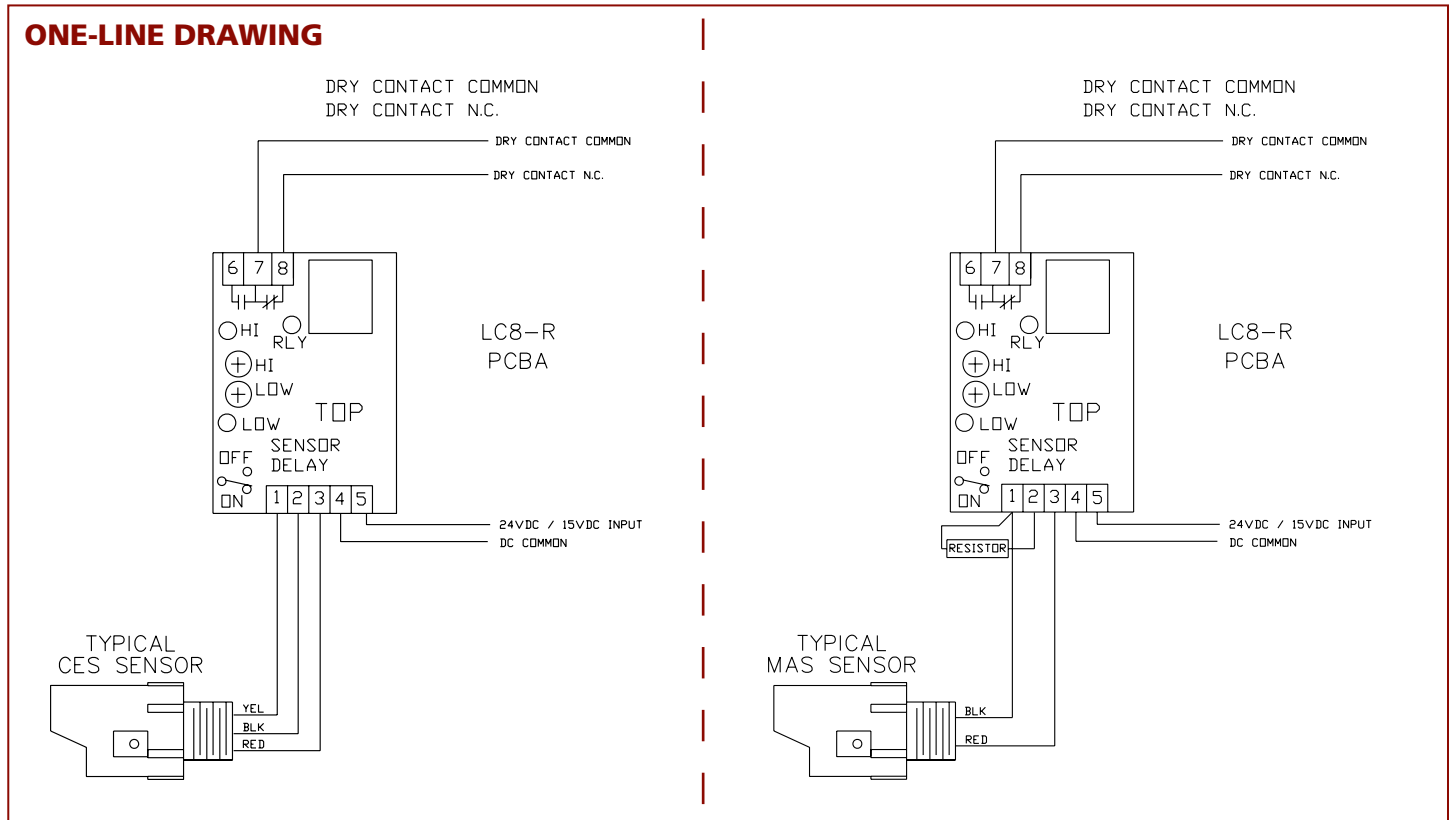 ONE-LINE DRAWING
DRY CONTACT COMMON
DRY CONTACT N.C.
DRY CONTACT COMMON
DRY CONTACT N.C.
6 7 8
HI
RLY
HI
LOW
TOP
LOW
SENSOR
DELAY
OFF
ON
1 2 3 4 5
LC8-R
PCBA
24VDC / 15VDC INPUT
DC COMMON
TYPICAL
CES SENSOR
YEL
BLK
RED
DRY CONTACT COMMON
DRY CONTACT N.C.
DRY CONTACT COMMON
DRY CONTACT N.C.
6 7 8
HI
RLY
HI
LOW
TOP
LOW
SENSOR
DELAY
OFF
ON
1 2 3 4 5
LC8-R
PCBA
24VDC / 15VDC INPUT
DC COMMON
RESISTOR
TYPICAL
MAS SENSOR
BLK
RED